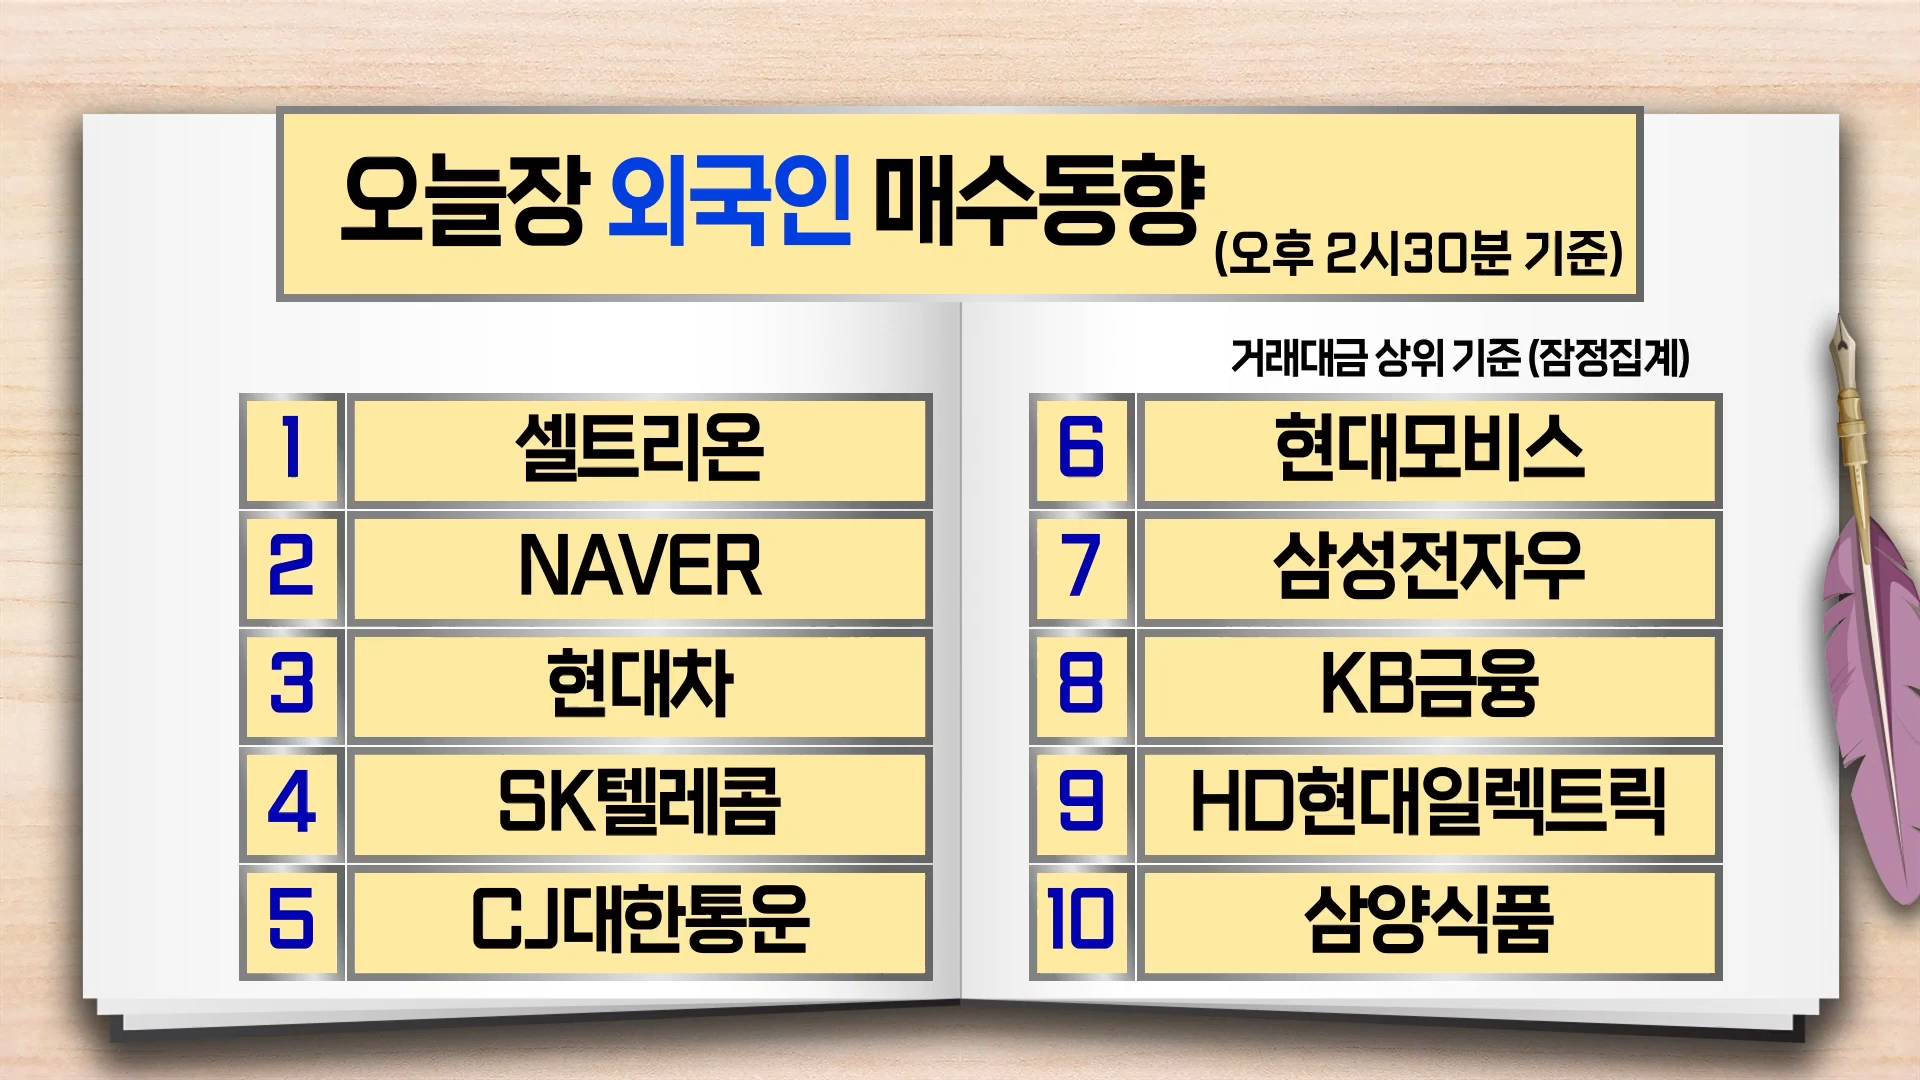 오늘장 외국인 매수동향 (오후 2시30분 기준)
거래대금 상위 기준 (잠정집계)
1 셀트리온
2 NAVER
3 현대차
4 SK텔레콤
5 CJ대한통운
6 현대모비스
7 삼성전자우
8 KB금융
9 HD현대일렉트릭
10 삼양식품